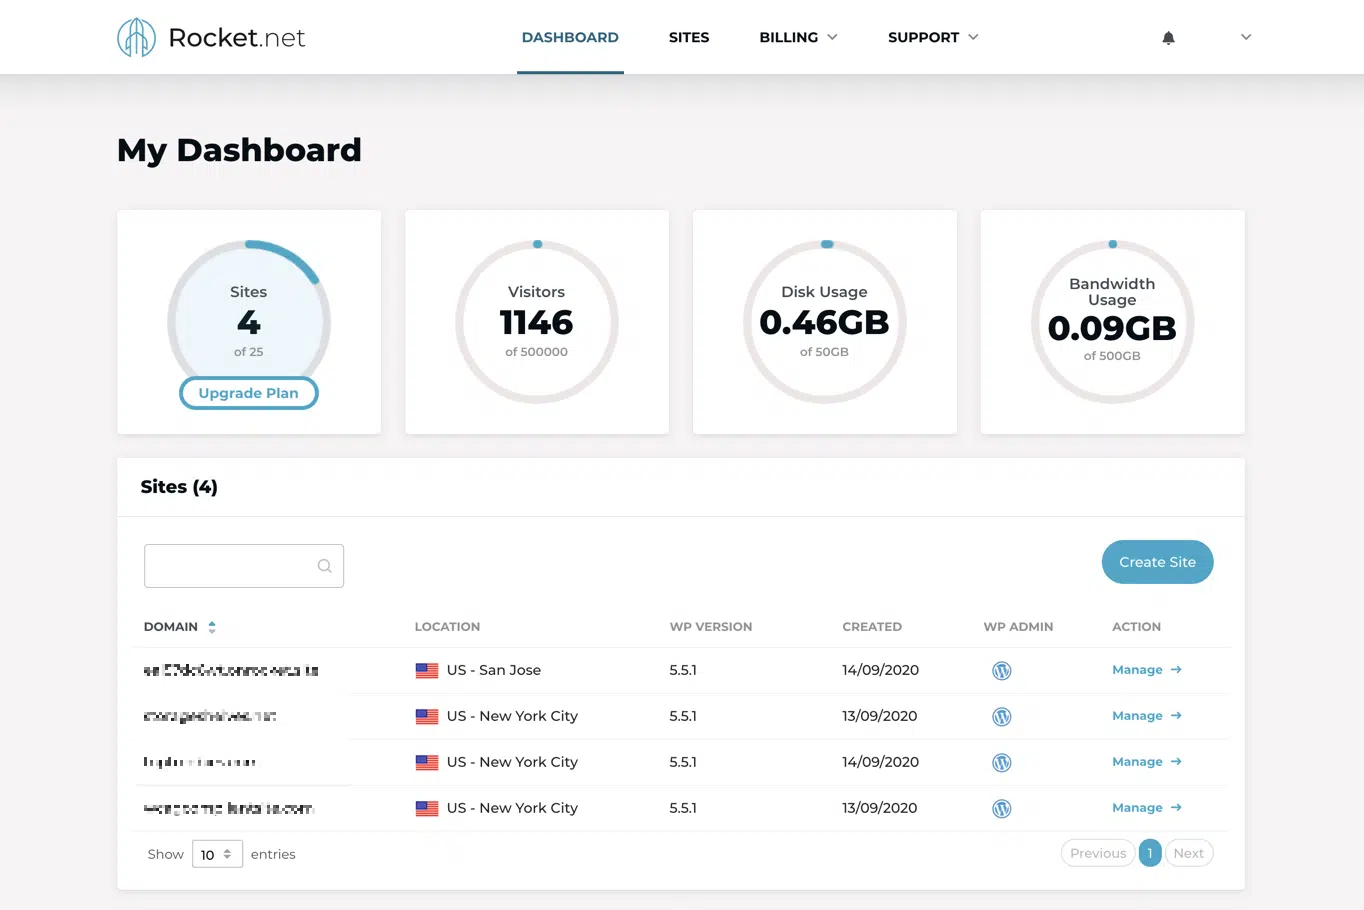 Rocket.net
DASHBOARD SITES BILLING SUPPORT
My Dashboard
Sites
4
of 25
Upgrade Plan
Visitors
1146
of 500000
Disk Usage
0.46GB
of 50GB
Bandwidth
Usage
0.09GB
of 500GB
Sites (4)
Create Site
DOMAIN LOCATION WP VERSION CREATED WP ADMIN ACTION
US - San Jose 5.5.1 14/09/2020 Manage →
US - New York City 5.5.1 13/09/2020 Manage →
US - New York City 5.5.1 14/09/2020 Manage →
US - New York City 5.5.1 13/09/2020 Manage →
Show 10 entries Previous 1 Next